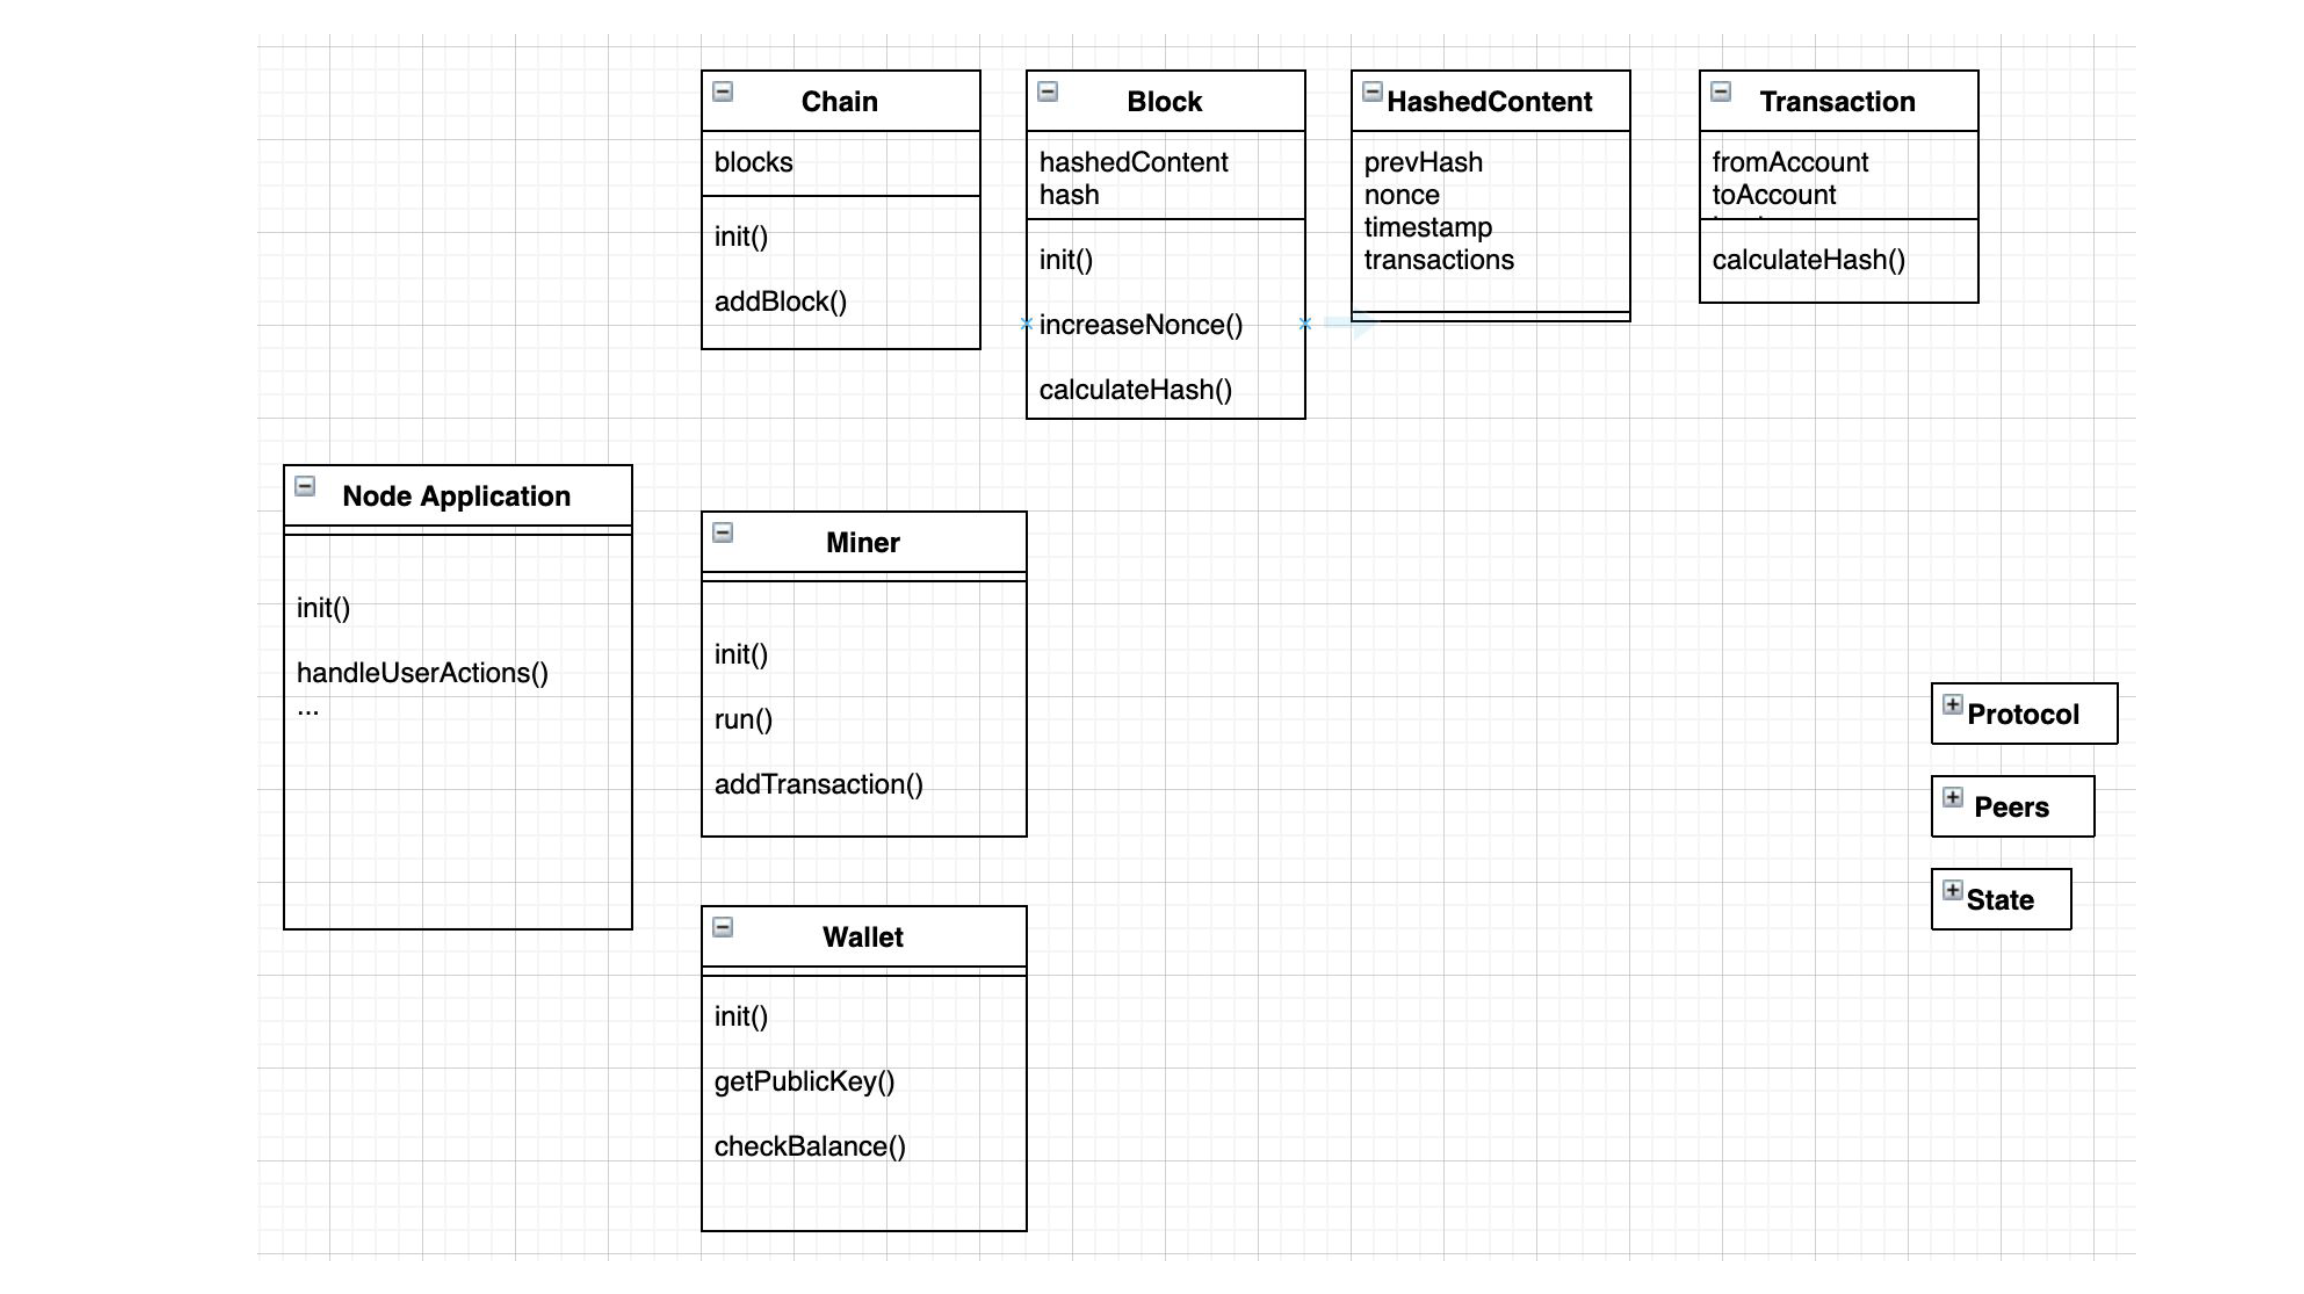 Chain
blocks
init()
addBlock()
Block
hashedContent
hash
init()
increaseNonce()
calculateHash()
HashedContent
prevHash
nonce
timestamp
transactions
Transaction
fromAccount
toAccount
calculateHash()
Node Application
init()
handleUserActions()
...
Miner
init()
run()
addTransaction()
Wallet
init()
getPublicKey()
checkBalance()
Protocol
Peers
State